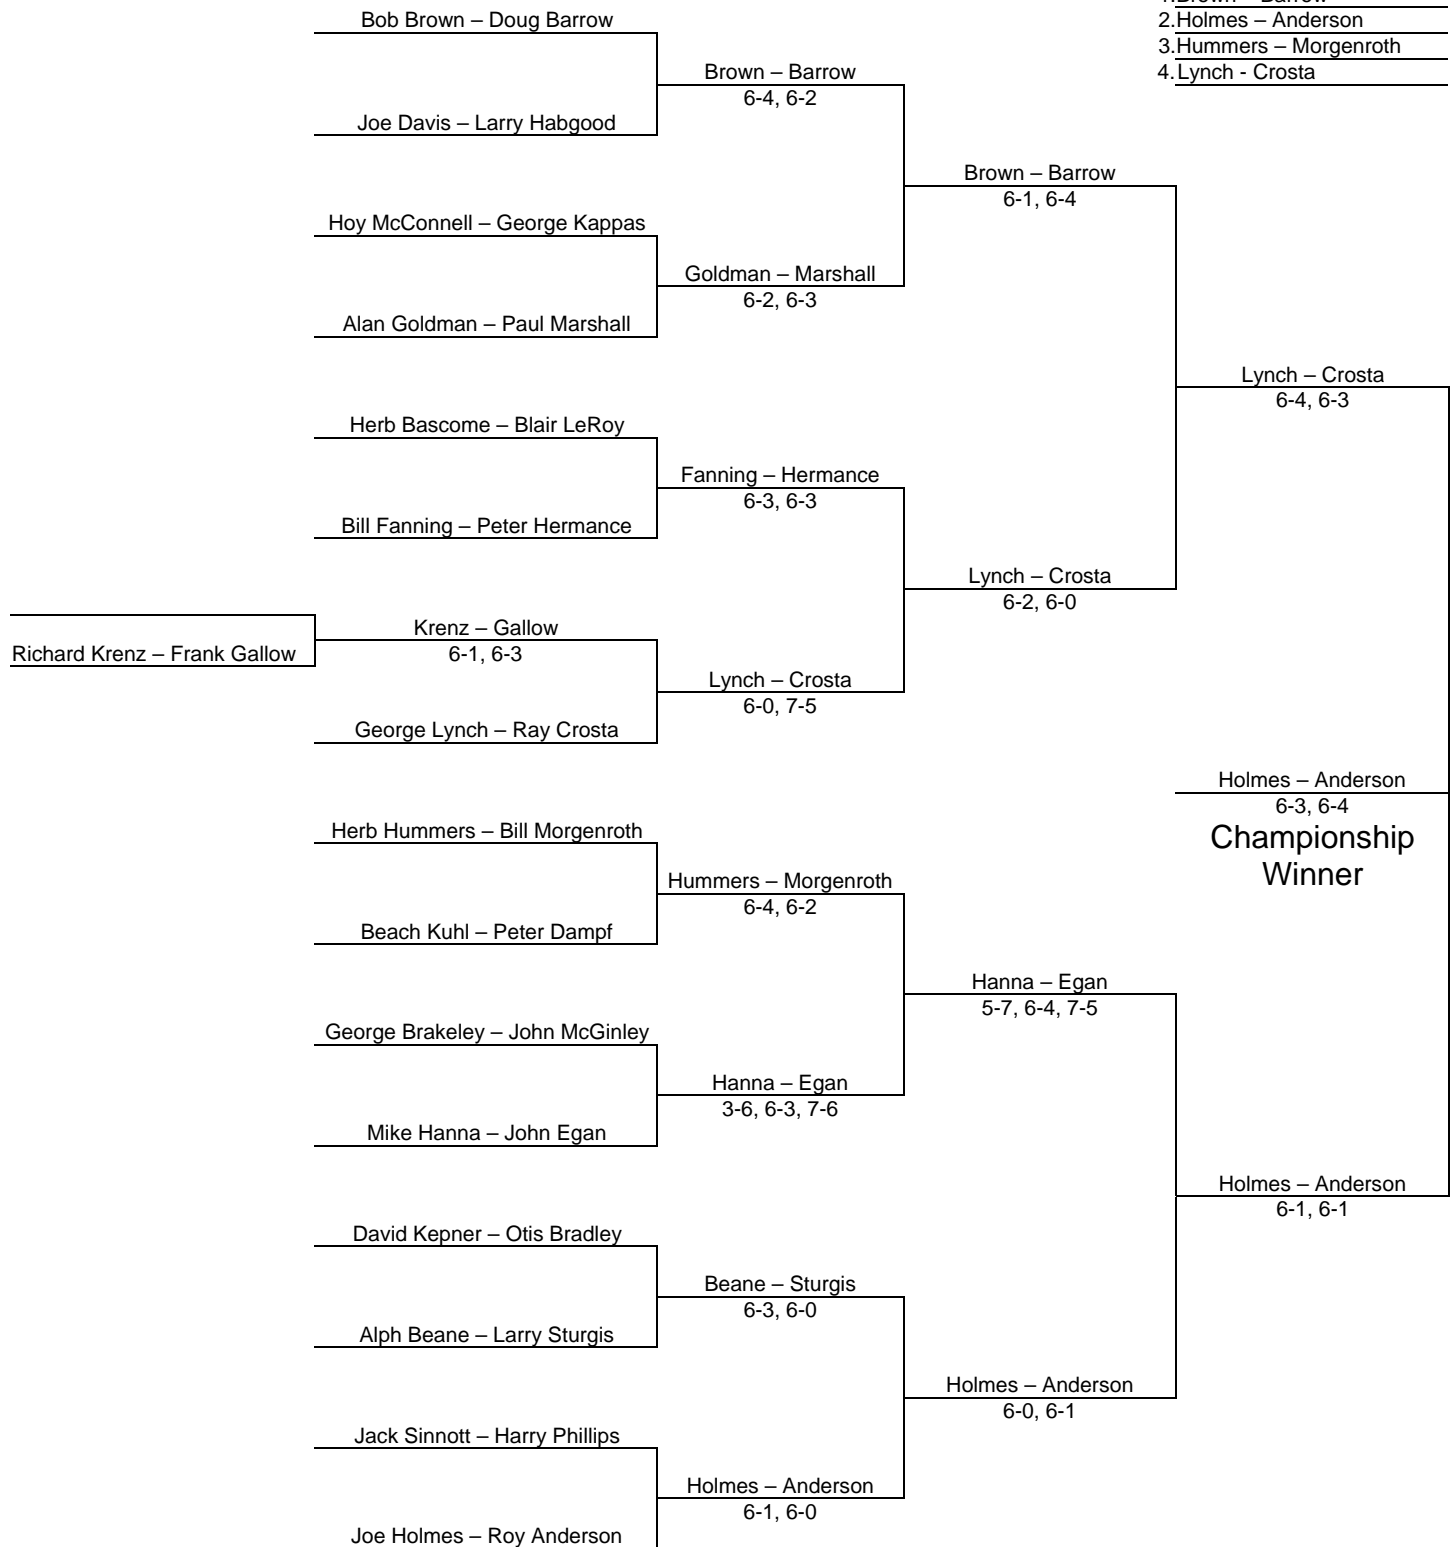 1.Brown – Barrow
2.Holmes – Anderson
3.Hummers – Morgenroth
4.Lynch - Crosta
Bob Brown – Doug Barrow
Brown – Barrow
6-4, 6-2
Joe Davis – Larry Habgood
Brown – Barrow
6-1, 6-4
Hoy McConnell – George Kappas
Goldman – Marshall
6-2, 6-3
Alan Goldman – Paul Marshall
Lynch – Crosta
6-4, 6-3
Herb Bascome – Blair LeRoy
Fanning – Hermance
6-3, 6-3
Bill Fanning – Peter Hermance
Lynch – Crosta
6-2, 6-0
Krenz – Gallow
6-1, 6-3
Richard Krenz – Frank Gallow
Lynch – Crosta
6-0, 7-5
George Lynch – Ray Crosta
Holmes – Anderson
6-3, 6-4
Championship
Winner
Herb Hummers – Bill Morgenroth
Hummers – Morgenroth
6-4, 6-2
Beach Kuhl – Peter Dampf
Hanna – Egan
5-7, 6-4, 7-5
George Brakeley – John McGinley
Hanna – Egan
3-6, 6-3, 7-6
Mike Hanna – John Egan
Holmes – Anderson
6-1, 6-1
David Kepner – Otis Bradley
Beane – Sturgis
6-3, 6-0
Alph Beane – Larry Sturgis
Holmes – Anderson
6-0, 6-1
Jack Sinnott – Harry Phillips
Holmes – Anderson
6-1, 6-0
Joe Holmes – Roy Anderson